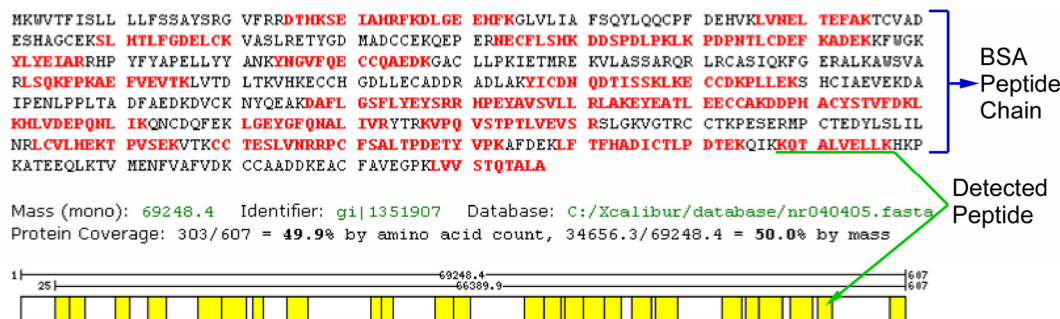 MKWVTFISLL LLFSSAYSRG VFRRDTHKSE IAHRFKDLGE EHFKGLVLIA FSQYLQQCPF DEHVKLVNEL TEFAKTCVAD
ESHAGCEKSL HTLFGDELCK VASLRETYGD MADCCEKQEP ERNECFLSHK DDSPDLPKLK PDPNTLCDEF KADEKKFWGK
YLYEIARRHP YFYAPELLYY ANKYNGVFQE CCQAEDKGAC LLPKIETMRE KVLASSARQR LRCASIQKFG ERALKAWSVA
RLSQKFPKAE FVEVTKLVTD LTKVHKECCH GDLLECADDR ADLAKYICDN QDTISSKLKE CCDKPLLEKS HCIAEVEKDA
IPENLPPLTA DFAEDKDVCK NYQEAKDAFL GSFLYEYSRR HPEYAVSVLL RLAKEYEATL EECCAKDDPH ACYSTVFDKL
KHLVDEPQNL IKQNCDQFEK LGEYGFQNAL IVRYTRKVPQ VSTPTLVEVS RSLGKVGTRC CTKPESERMP CTEDYLSLIL
NRLCVLHEKT PVSEKVTKCC TESLVNRRPC FSALTPDETY VPKAFDEKLF TFHADICTLP DTEKQIKKQT ALVELLKHKP
KATEEQLKTV MENFVAFVDK CCAADDKEAC FAVEGPKLVV STQTALA
BSA
Peptide
Chain
Detected
Peptide
Mass (mono): 69248.4 Identifier: gi|1351907 Database: C:/Xcalibur/database/nr040405.fasta
Protein Coverage: 303/607 = 49.9% by amino acid count, 34656.3/69248.4 = 50.0% by mass
1 69248.4 607
25 66389.9 607